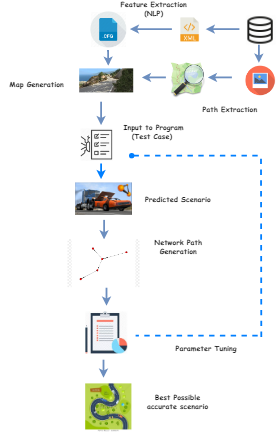 Feature Extraction
(NLP)
CFG
XML
Map Generation
Path Extraction
Input to Program
(Test Case)
Predicted Scenario
Network Path
Generation
Parameter Tuning
Best Possible
accurate scenario